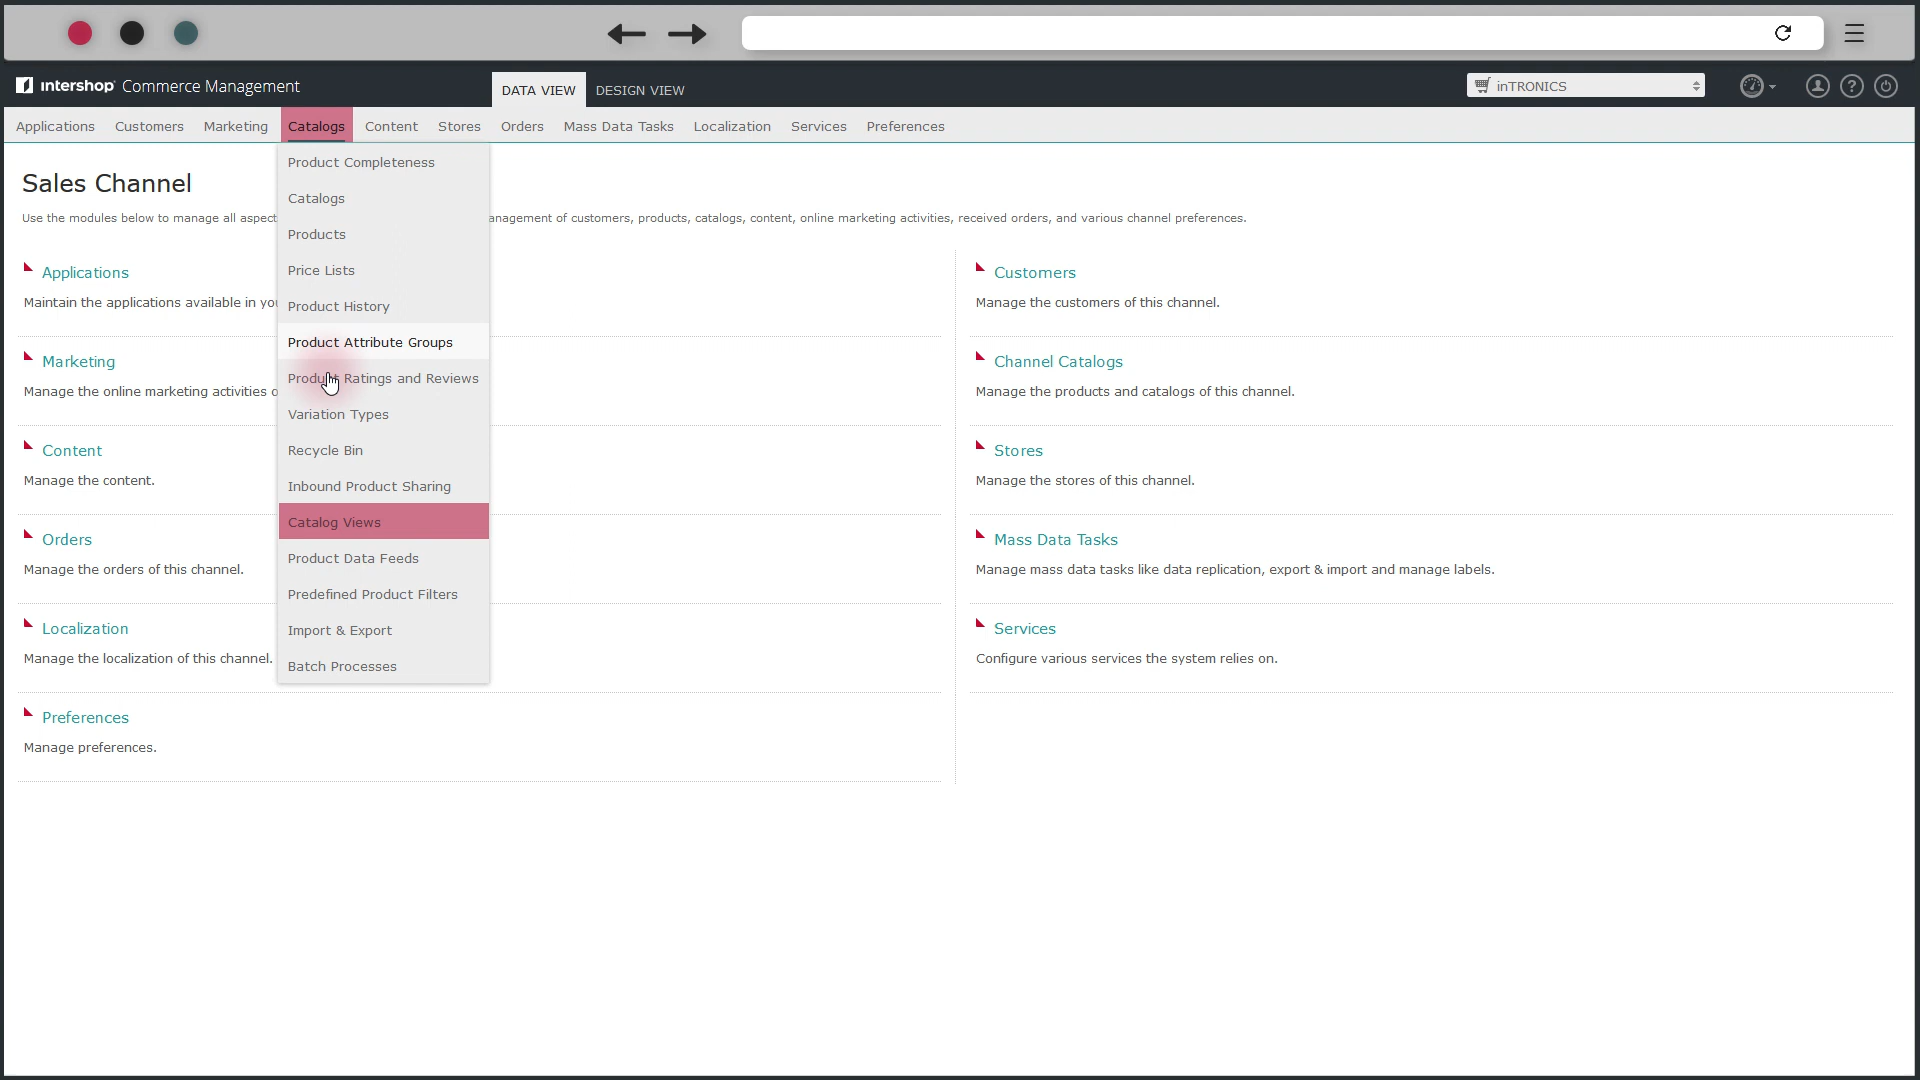 intershop Commerce Management
DATA VIEW
DESIGN VIEW
inTRONICS
Applications Customers Marketing Catalogs Content Stores Orders Mass Data Tasks Localization Services Preferences
Product Completeness
Catalogs
Products
Price Lists
Product History
Product Attribute Groups
Product Ratings and Reviews
Variation Types
Recycle Bin
Inbound Product Sharing
Catalog Views
Product Data Feeds
Predefined Product Filters
Import & Export
Batch Processes
Sales Channel
Use the modules below to manage all aspect
anagement of customers, products, catalogs, content, online marketing activities, received orders, and various channel preferences.
Applications
Maintain the applications available in yo
Customers
Manage the customers of this channel.
Marketing
Manage the online marketing activities
Channel Catalogs
Manage the products and catalogs of this channel.
Content
Manage the content.
Stores
Manage the stores of this channel.
Orders
Manage the orders of this channel.
Mass Data Tasks
Manage mass data tasks like data replication, export & import and manage labels.
Localization
Manage the localization of this channel.
Services
Configure various services the system relies on.
Preferences
Manage preferences.